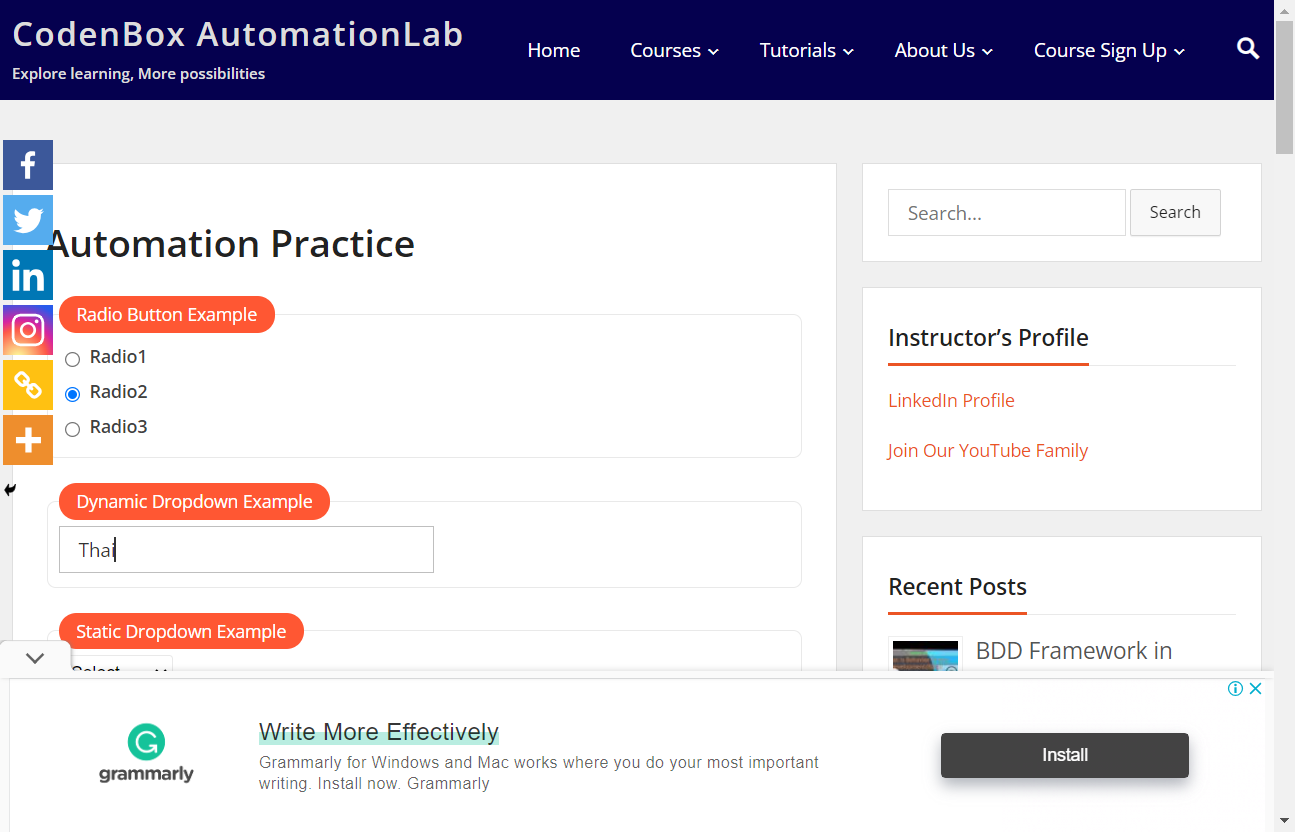 CodenBox AutomationLab
Explore learning, More possibilities
Home
Courses
Tutorials
About Us
Course Sign Up
Automation Practice
Radio Button Example
Radio1
Radio2
Radio3
Dynamic Dropdown Example
Thai
Static Dropdown Example
Select
Search...
Search
Instructor’s Profile
LinkedIn Profile
Join Our YouTube Family
Recent Posts
BDD Framework in
grammarly
Write More Effectively
Grammarly for Windows and Mac works where you do your most important
writing. Install now. Grammarly
Install